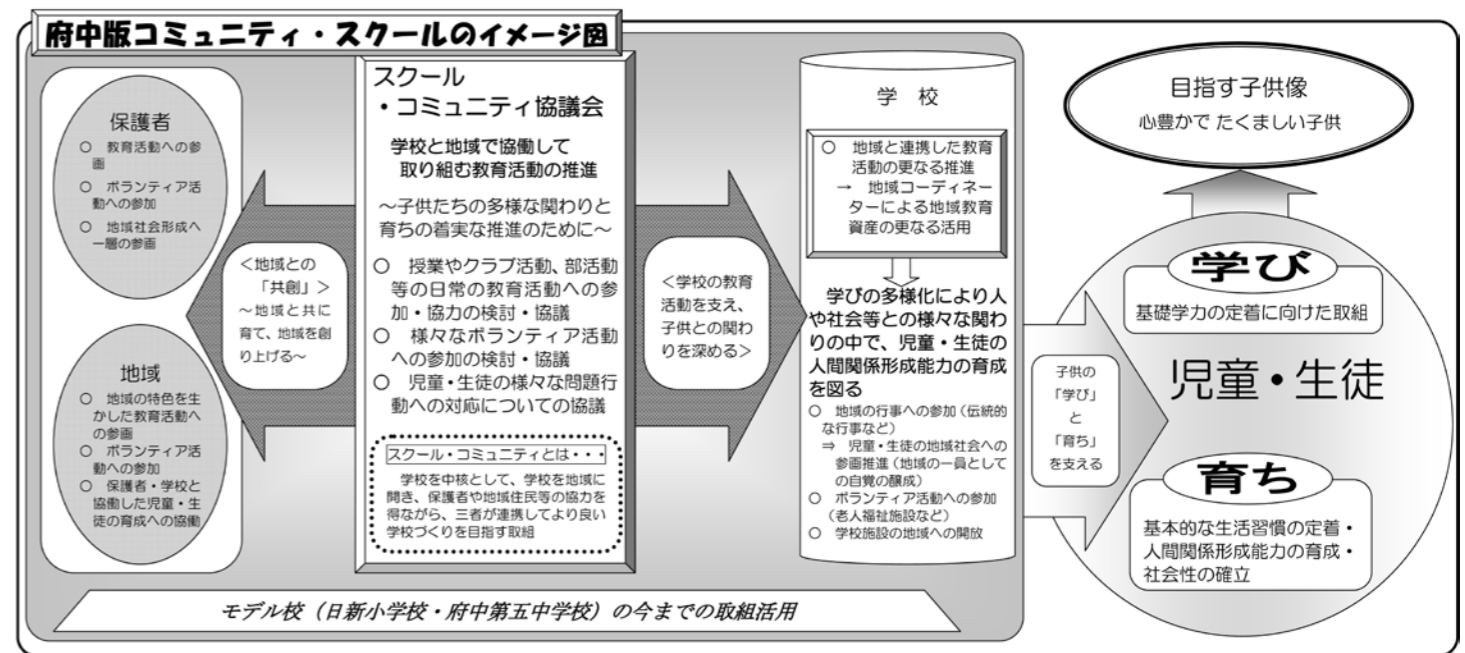 府中版コミュニティ・スクールのイメージ図
保護者
○ 教育活動への参
画
○ ボランティア活
動への参加
○ 地域社会形成へ
一層の参画
地域
○ 地域の特色を生
かした教育活動へ
の参画
○ ボランティア活
動への参加
○ 保護者・学校と
協働した児童・生
徒の育成への協働
<地域との
「共創」>
~地域と共に
育て、地域を創
り上げる~
スクール
・コミュニティ協議会
学校と地域で協働して
取り組む教育活動の推進
~子供たちの多様な関わりと
育ちの着実な推進のために~
○ 授業やクラブ活動、部活動
等の日常の教育活動への参
加・協力の検討・協議
○ 様々なボランティア活動
への参加の検討・協議
○ 児童・生徒の様々な問題行
動への対応についての協議
スクール・コミュニティとは・・・
学校を中核として、学校を地域に
開き、保護者や地域住民等の協力を
得ながら、三者が連携してより良い
学校づくりを目指す取組
<学校の教育
活動を支え、
子供との関わ
りを深める>
学 校
○ 地域と連携した教育
活動の更なる推進
→ 地域コーディネー
ターによる地域教育
資産の更なる活用
学びの多様化により人
や社会等との様々な関わ
りの中で、児童・生徒の
人間関係形成能力の育成
を図る
○ 地域の行事への参加(伝統的
な行事など)
⇒ 児童・生徒の地域社会への
参画推進(地域の一員として
の自覚の醸成)
○ ボランティア活動への参加
(老人福祉施設など)
○ 学校施設の地域への開放
モデル校(日新小学校・府中第五中学校)の今までの取組活用
子供の
「学び」
と
「育ち」
を支える
目指す子供像
心豊かで たくましい子供
学び
基礎学力の定着に向けた取組
児童・生徒
育ち
基本的な生活習慣の定着・
人間関係形成能力の育成・
社会性の確立